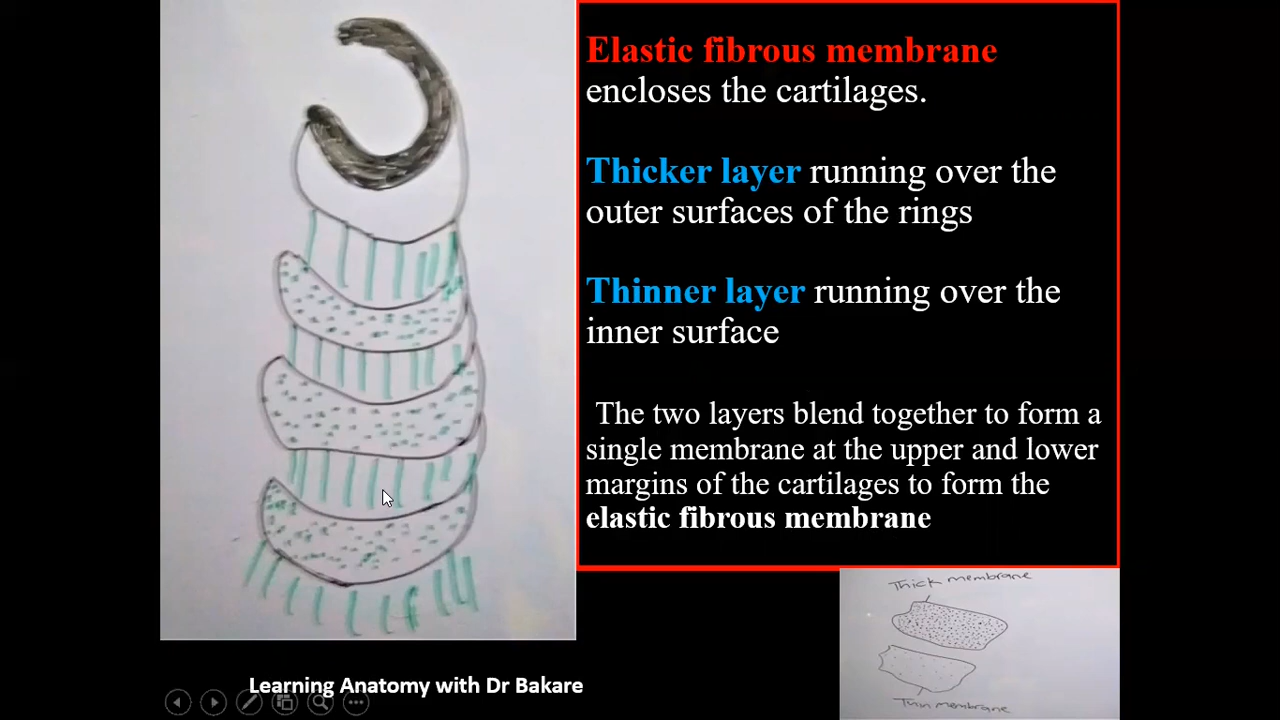 Elastic fibrous membrane
encloses the cartilages.
Thicker layer running over the
outer surfaces of the rings
Thinner layer running over the
inner surface
The two layers blend together to form a
single membrane at the upper and lower
margins of the cartilages to form the
elastic fibrous membrane
Thick membrane
Thin membrane
Learning Anatomy with Dr Bakare